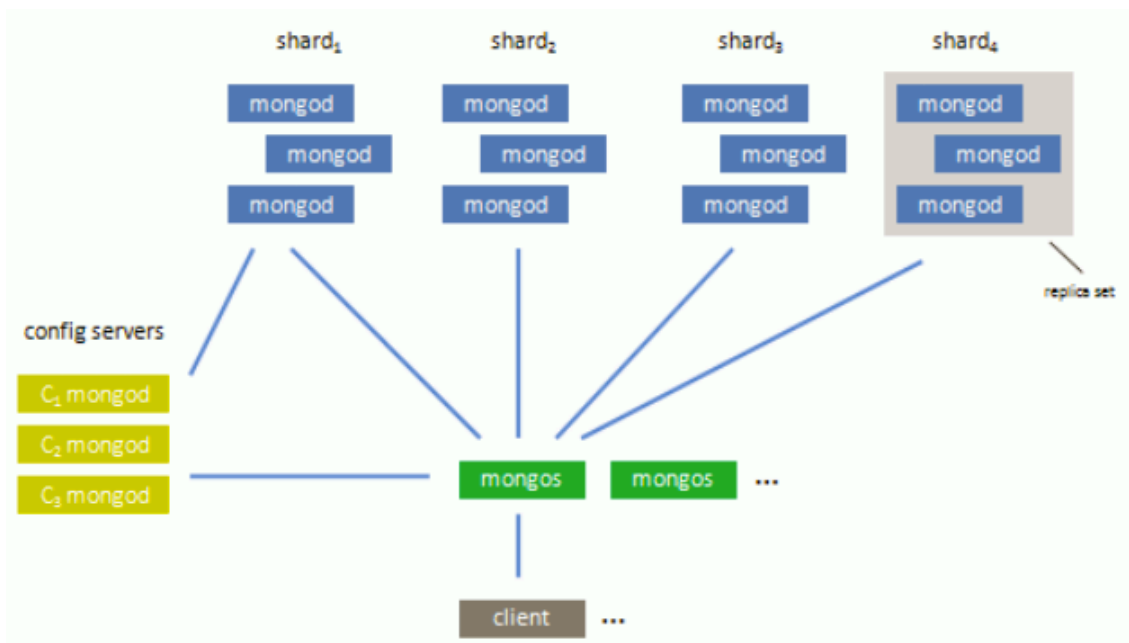 shard₁ shard₂ shard₃ shard₄
mongod mongod mongod mongod
mongod mongod mongod mongod
mongod mongod mongod mongod
replica set
config servers
C₁ mongod
C₂ mongod
C₃ mongod
mongos mongos ...
client ...